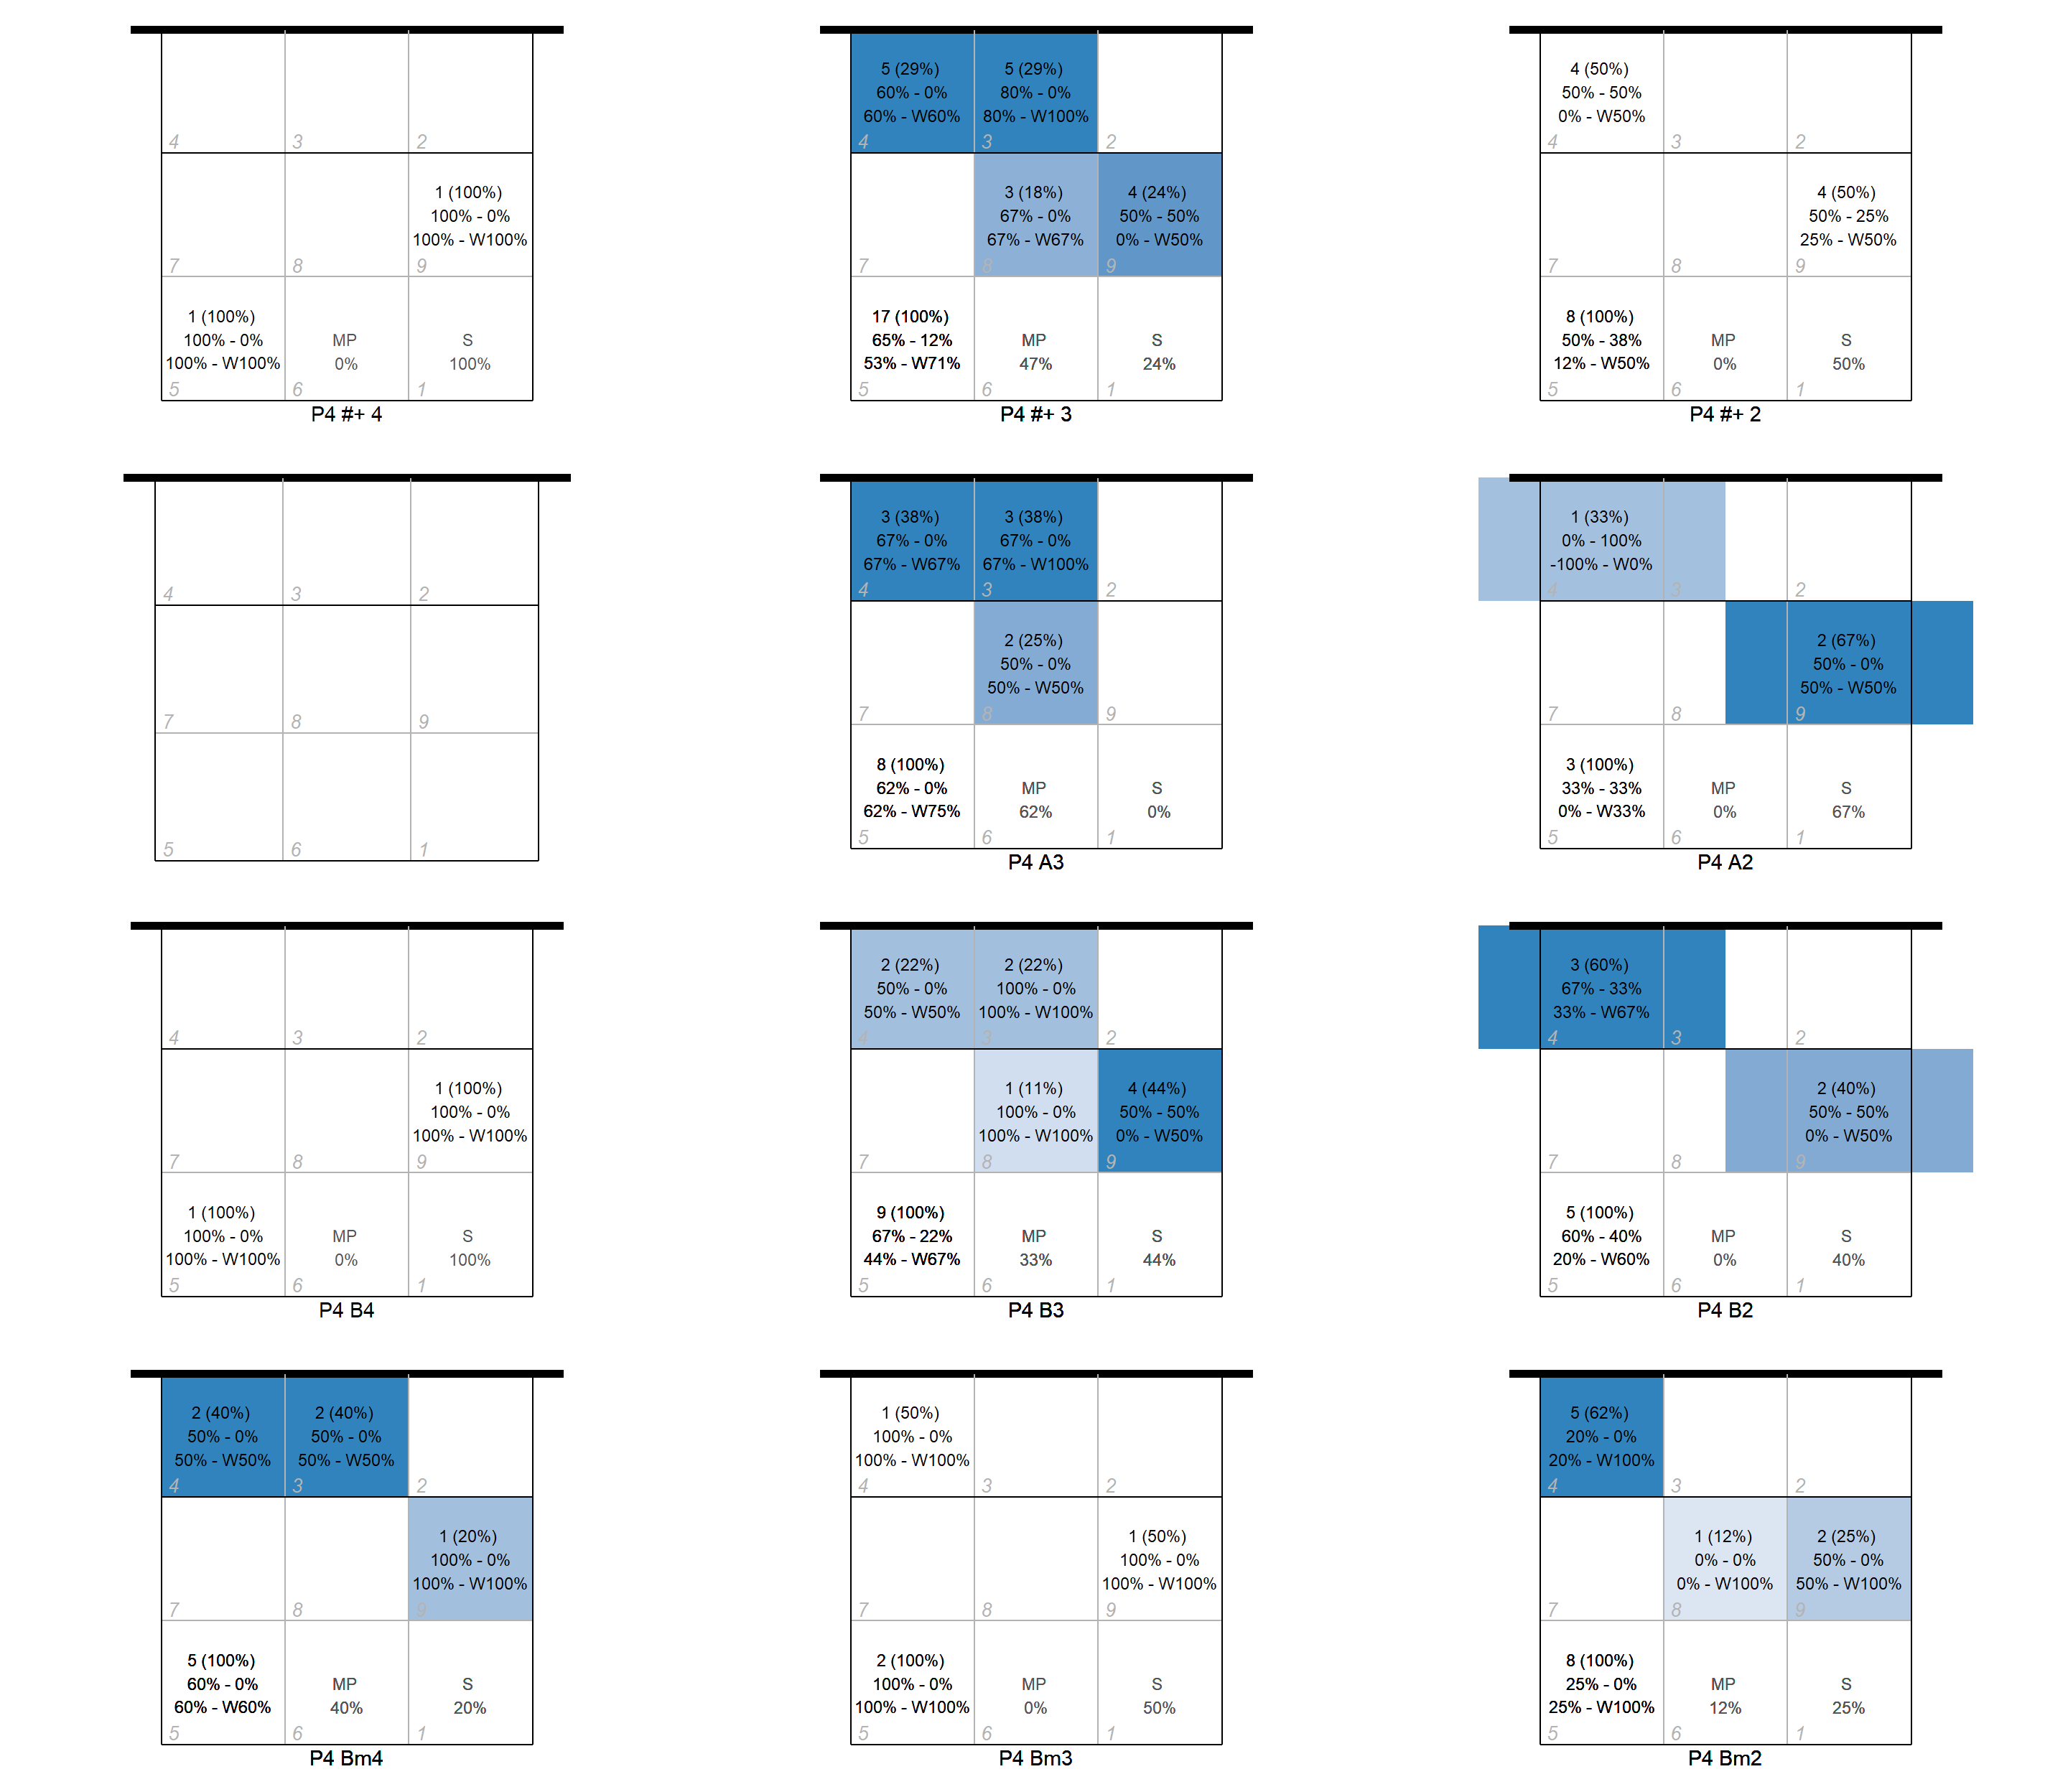 4 3 2
1 (100%)
100% - 0%
100% - W100%
7 8 9
1 (100%)
100% - 0% MP S
100% - W100% 0% 100%
5 6 1
P4 #+ 4
5 (29%) 5 (29%)
60% - 0% 80% - 0%
60% - W60% 80% - W100%
4 3 2
3 (18%) 4 (24%)
67% - 0% 50% - 50%
67% - W67% 0% - W50%
7 8 9
17 (100%)
65% - 12% MP S
53% - W71% 47% 24%
5 6 1
P4 #+ 3
4 (50%)
50% - 50%
0% - W50%
4 3 2
4 (50%)
50% - 25%
25% - W50%
7 8 9
8 (100%)
50% - 38% MP S
12% - W50% 0% 50%
5 6 1
P4 #+ 2
4 3 2
7 8 9
5 6 1
3 (38%) 3 (38%)
67% - 0% 67% - 0%
67% - W67% 67% - W100%
4 3 2
2 (25%)
50% - 0%
50% - W50%
7 8 9
8 (100%)
62% - 0% MP S
62% - W75% 62% 0%
5 6 1
P4 A3
1 (33%)
0% - 100%
-100% - W0%
4 3 2
2 (67%)
50% - 0%
50% - W50%
7 8 9
3 (100%)
33% - 33% MP S
0% - W33% 0% 67%
5 6 1
P4 A2
4 3 2
1 (100%)
100% - 0%
100% - W100%
7 8 9
1 (100%)
100% - 0% MP S
100% - W100% 0% 100%
5 6 1
P4 B4
2 (22%) 2 (22%)
50% - 0% 100% - 0%
50% - W50% 100% - W100%
4 3 2
1 (11%) 4 (44%)
100% - 0% 50% - 50%
100% - W100% 0% - W50%
7 8 9
9 (100%)
67% - 22% MP S
44% - W67% 33% 44%
5 6 1
P4 B3
3 (60%)
67% - 33%
33% - W67%
4 3 2
2 (40%)
50% - 50%
0% - W50%
7 8 9
5 (100%)
60% - 40% MP S
20% - W60% 0% 40%
5 6 1
P4 B2
2 (40%) 2 (40%)
50% - 0% 50% - 0%
50% - W50% 50% - W50%
4 3 2
1 (20%)
100% - 0%
100% - W100%
7 8 9
5 (100%)
60% - 0% MP S
60% - W60% 40% 20%
5 6 1
P4 Bm4
1 (50%)
100% - 0%
100% - W100%
4 3 2
1 (50%)
100% - 0%
100% - W100%
7 8 9
2 (100%)
100% - 0% MP S
100% - W100% 0% 50%
5 6 1
P4 Bm3
5 (62%)
20% - 0%
20% - W100%
4 3 2
1 (12%) 2 (25%)
0% - 0% 50% - 0%
0% - W100% 50% - W100%
7 8 9
8 (100%)
25% - 0% MP S
25% - W100% 12% 25%
5 6 1
P4 Bm2